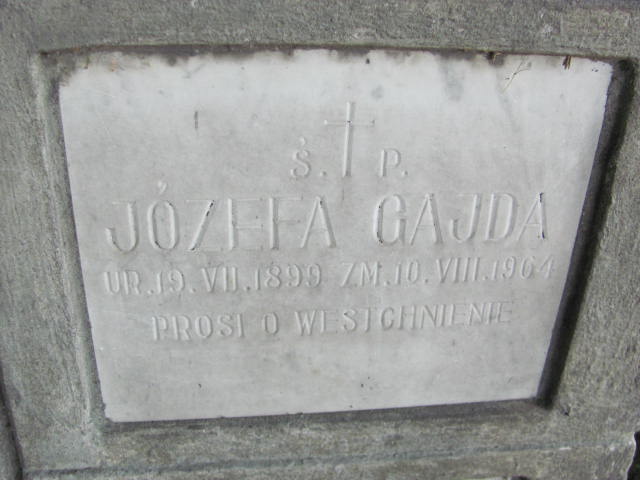 Ś. P.
JÓZEFA GAJDA
UR. 19. VII. 1899 ZM. 10. VIII. 1964
PROSI O WESTCHNIENIE